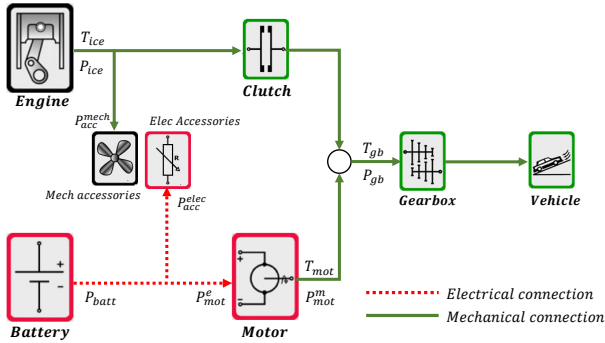 T_ice
P_ice
Engine
Clutch
P_acc^mech
Elec Accessories
R
Mech accessories
P_acc^elec
T_gb
P_gb
Gearbox
Vehicle
+
−
P_batt
Battery
P_mot^e
+
−
Motor
T_mot
P_mot^m
Electrical connection
Mechanical connection